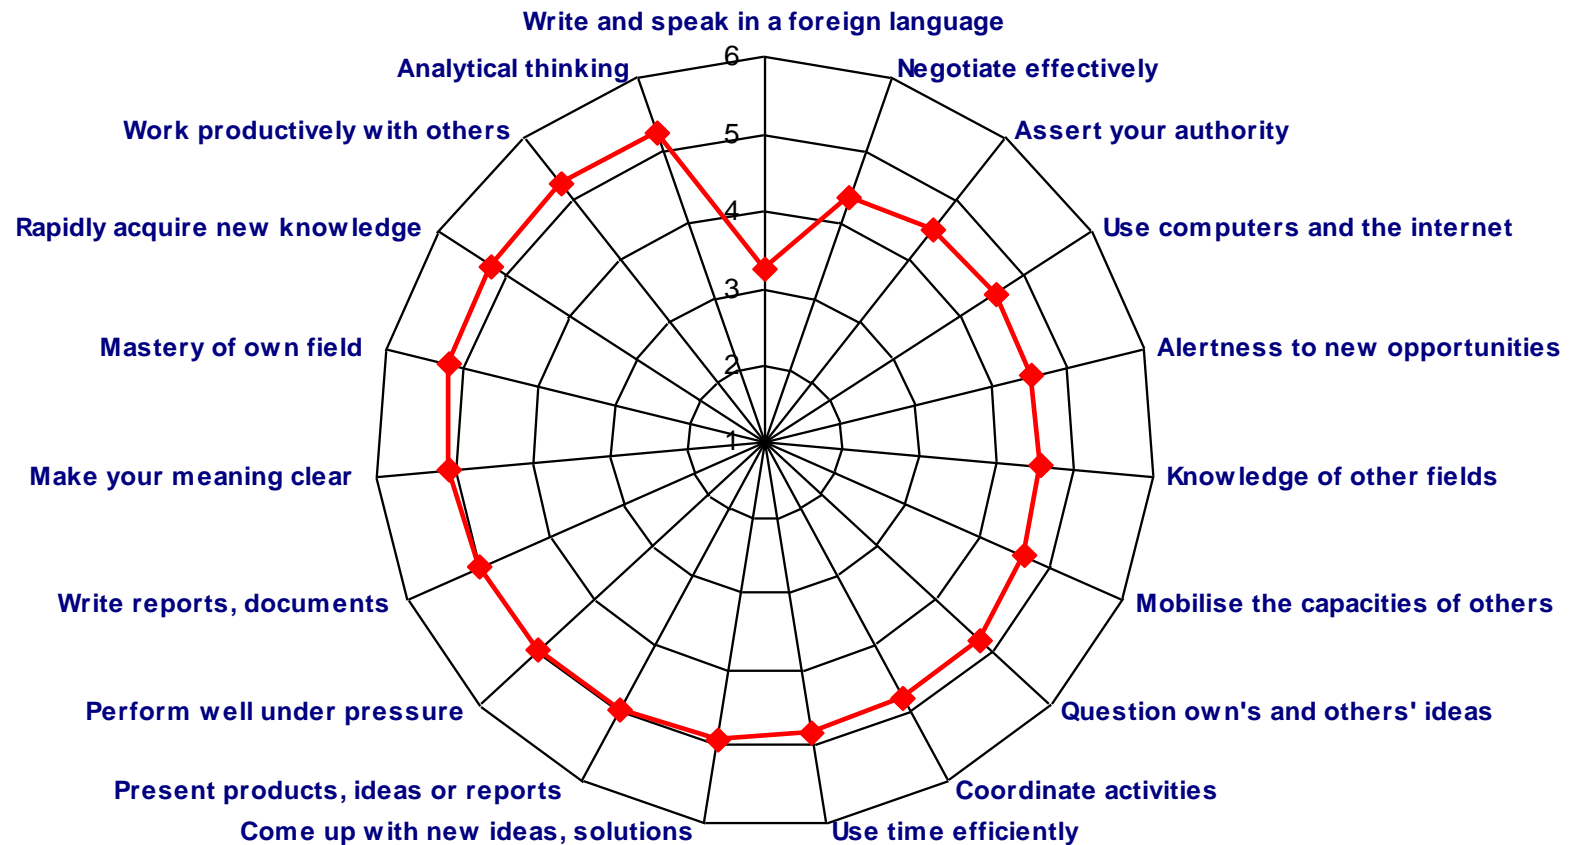 Write and speak in a foreign language
6
Analytical thinking
Negotiate effectively
Work productively with others
5
Assert your authority
4
Rapidly acquire new knowledge
Use computers and the internet
3
Mastery of own field
Alertness to new opportunities
2
1
Make your meaning clear
Knowledge of other fields
Write reports, documents
Mobilise the capacities of others
Perform well under pressure
Question own's and others' ideas
Present products, ideas or reports
Coordinate activities
Come up with new ideas, solutions
Use time efficiently